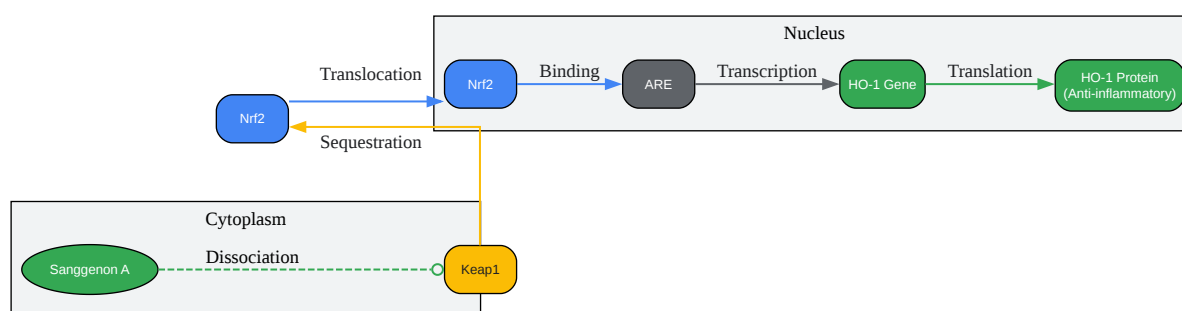 Nucleus
Translocation
Nrf2
Binding
ARE
Transcription
HO-1 Gene
Translation
HO-1 Protein
(Anti-inflammatory)
Nrf2
Sequestration
Cytoplasm
Sanggenon A
Dissociation
Keap1